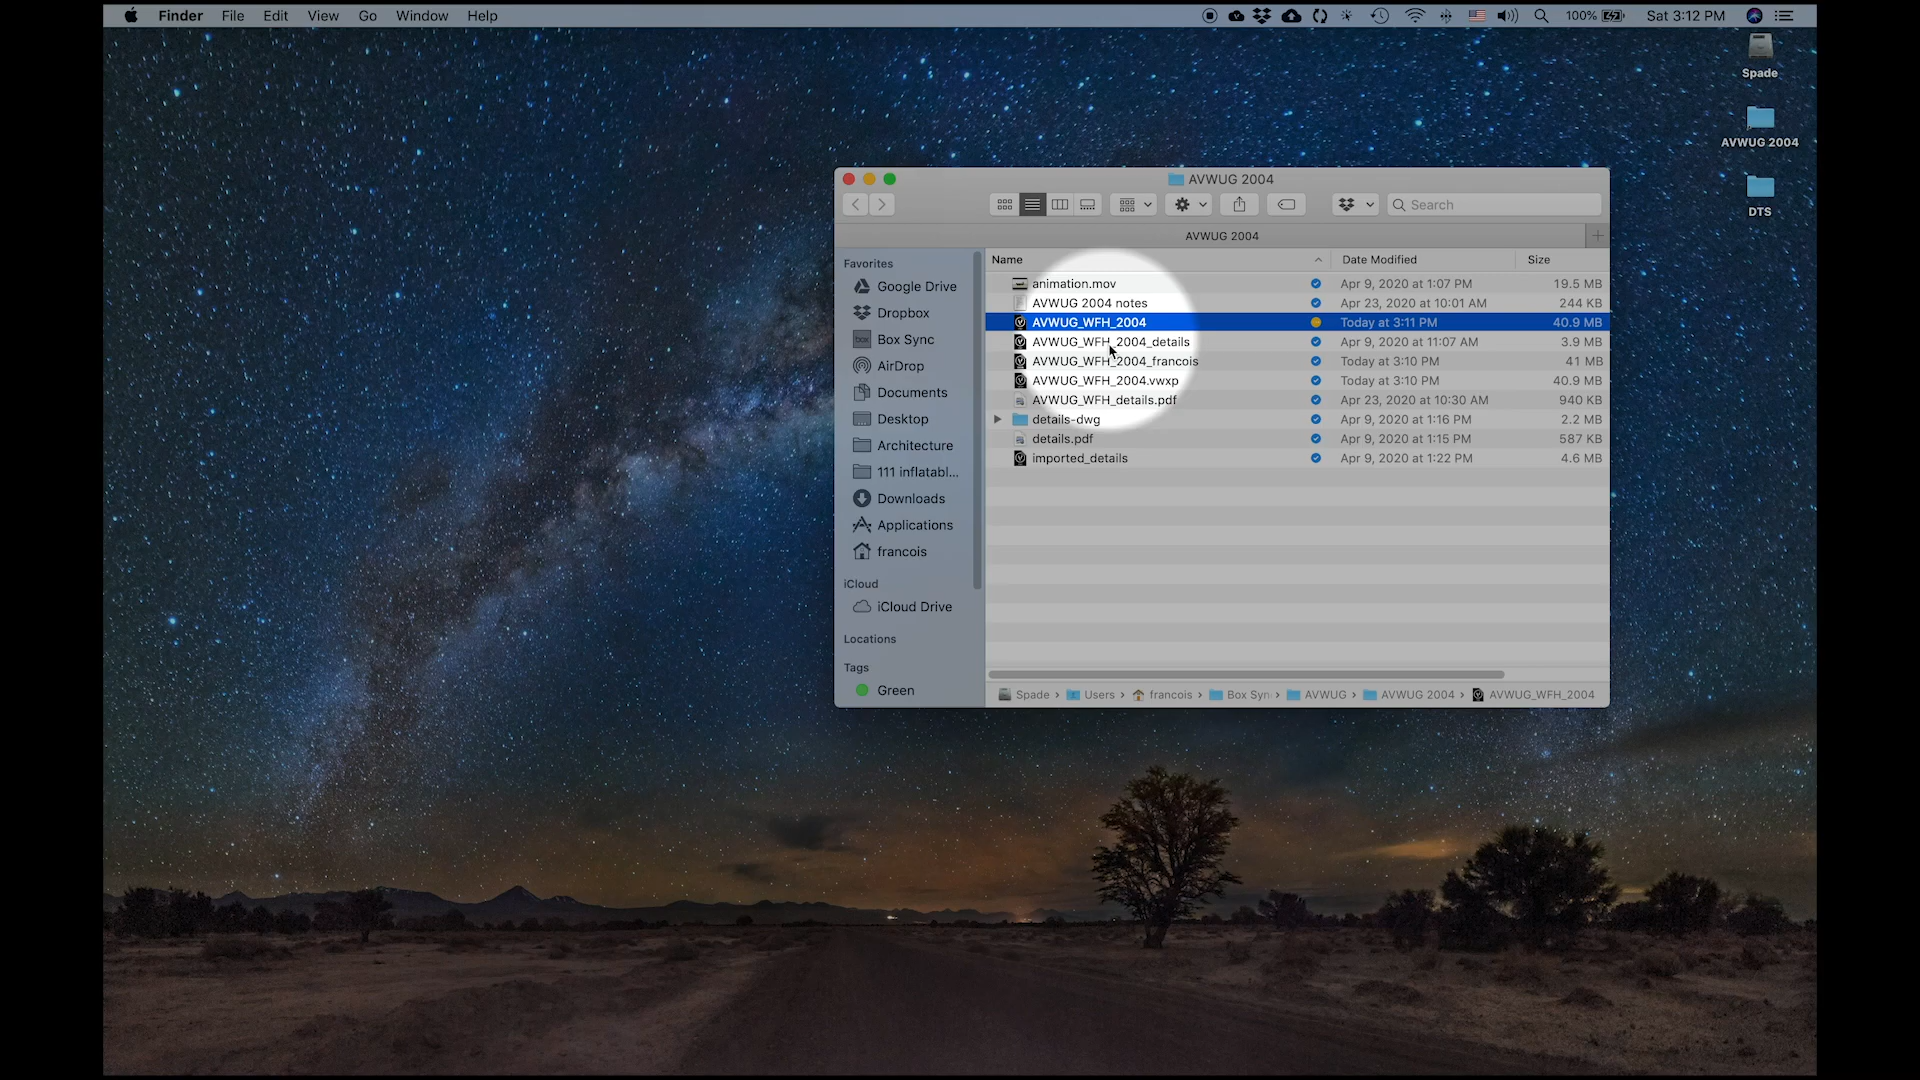 Finder File Edit View Go Window Help 100% Sat 3:12 PM
Spade
AVWUG 2004
DTS
AVWUG 2004
Search
AVWUG 2004
Name Date Modified Size
Favorites
Google Drive
Dropbox
Box Sync
AirDrop
Documents
Desktop
Architecture
111 inflatabl...
Downloads
Applications
francois
iCloud
iCloud Drive
Locations
Tags
Green
animation.mov Apr 9, 2020 at 1:07 PM 19.5 MB
AVWUG 2004 notes Apr 23, 2020 at 10:01 AM 244 KB
AVWUG_WFH_2004 Today at 3:11 PM 40.9 MB
AVWUG_WFH_2004_details Apr 9, 2020 at 11:07 AM 3.9 MB
AVWUG_WFH_2004_francois Today at 3:10 PM 41 MB
AVWUG_WFH_2004.vwxp Today at 3:10 PM 40.9 MB
AVWUG_WFH_details.pdf Apr 23, 2020 at 10:30 AM 940 KB
details-dwg Apr 9, 2020 at 1:16 PM 2.2 MB
details.pdf Apr 9, 2020 at 1:15 PM 587 KB
imported_details Apr 9, 2020 at 1:22 PM 4.6 MB
Spade › Users › francois › Box Syn › AVWUG › AVWUG 2004 › AVWUG_WFH_2004